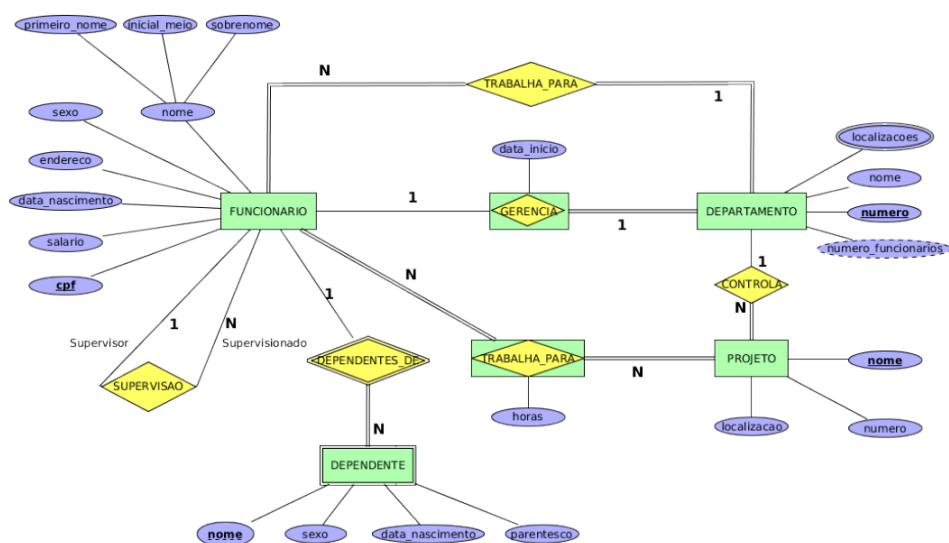 primeiro_nome
inicial_meio
sobrenome
N
TRABALHA_PARA
1
sexo
nome
localizacoes
endereco
data_inicio
nome
data_nascimento
FUNCIONARIO
1
GERENCIA
1
DEPARTAMENTO
numero
salario
numero_funcionarios
cpf
N
1
CONTROLA
1
N
1
N
Supervisor
Supervisionado
SUPERVISAO
DEPENDENTES_DE
TRABALHA_PARA
N
PROJETO
nome
horas
localizacao
numero
N
DEPENDENTE
nome
sexo
data_nascimento
parentesco